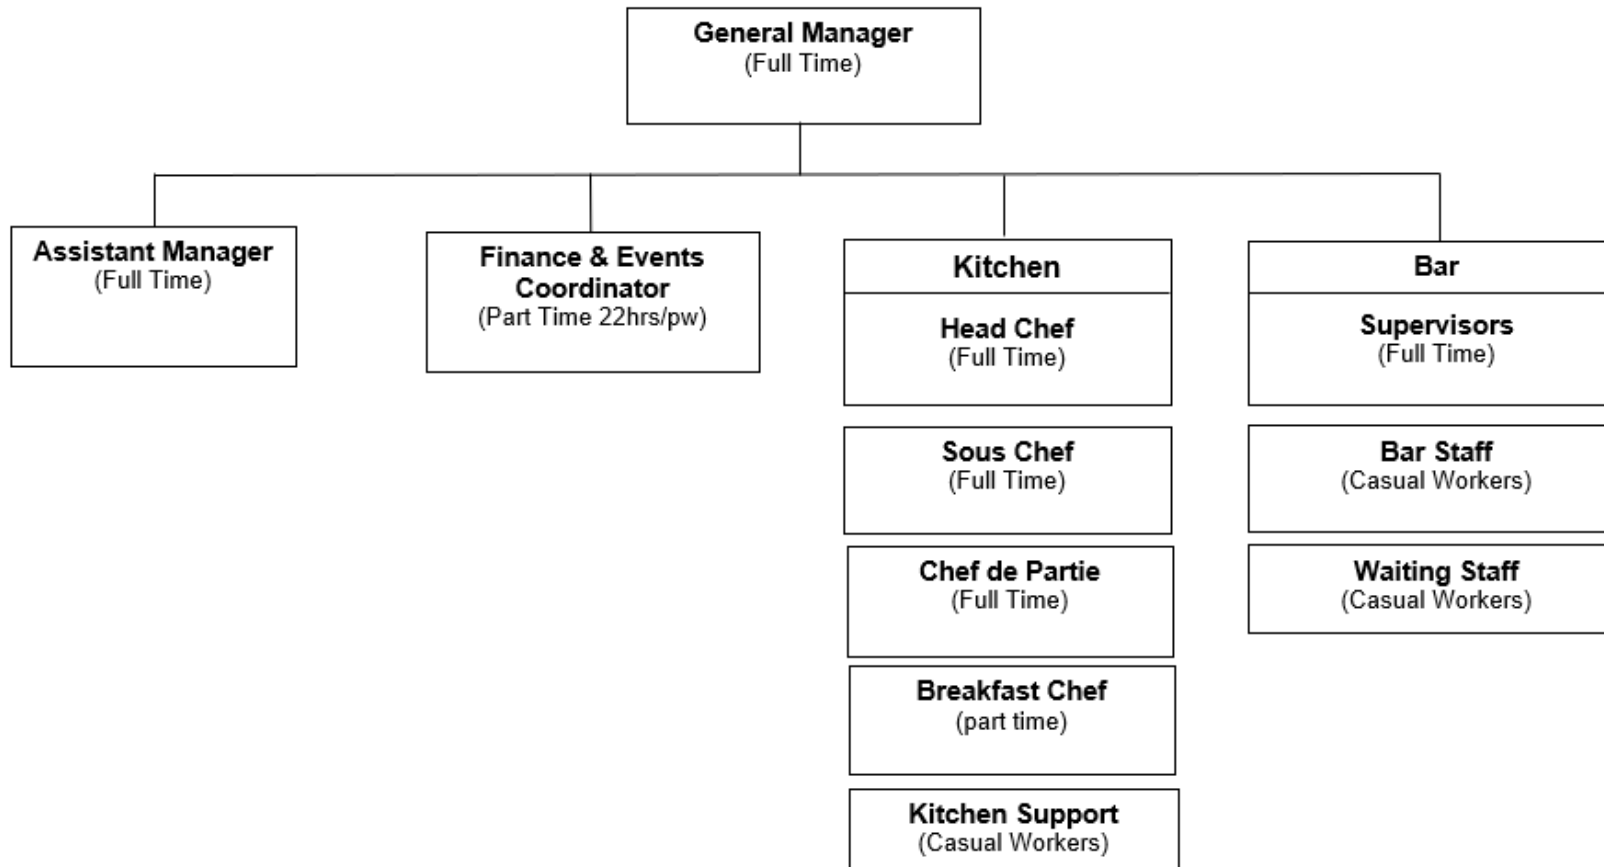 General Manager
(Full Time)
Assistant Manager
(Full Time)
Finance & Events
Coordinator
(Part Time 22hrs/pw)
Kitchen
Head Chef
(Full Time)
Sous Chef
(Full Time)
Chef de Partie
(Full Time)
Breakfast Chef
(part time)
Kitchen Support
(Casual Workers)
Bar
Supervisors
(Full Time)
Bar Staff
(Casual Workers)
Waiting Staff
(Casual Workers)